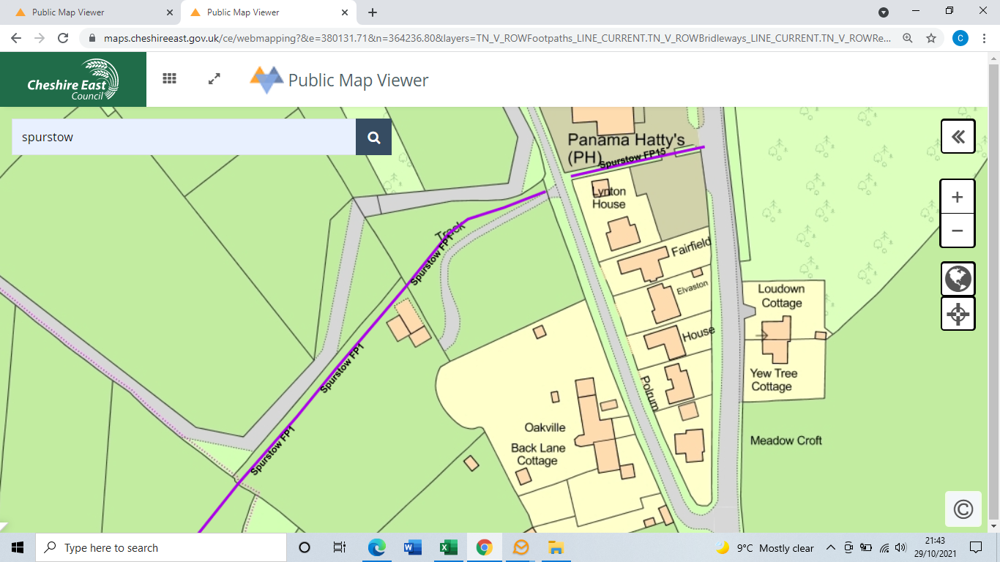 Public Map Viewer
Public Map Viewer
maps.cheshireeast.gov.uk/ce/webmapping?&e=380131.71&n=364236.80&layers=TN_V_ROWFootpaths_LINE_CURRENT.TN_V_ROWBridleways_LINE_CURRENT.TN_V_ROWRe...
C
Cheshire East
Council
Public Map Viewer
spurstow
Panama Hatty's
(PH)
Spurstow FP15
Lynton
House
Track
Spurstow FP1
Fairfield
Elvaston
Loudown
Cottage
House
Spurstow FP1
Yew Tree
Cottage
Polrum
Oakville
Spurstow FP1
Back Lane
Cottage
Meadow Croft
©
Type here to search
9°C Mostly clear
21:43
29/10/2021